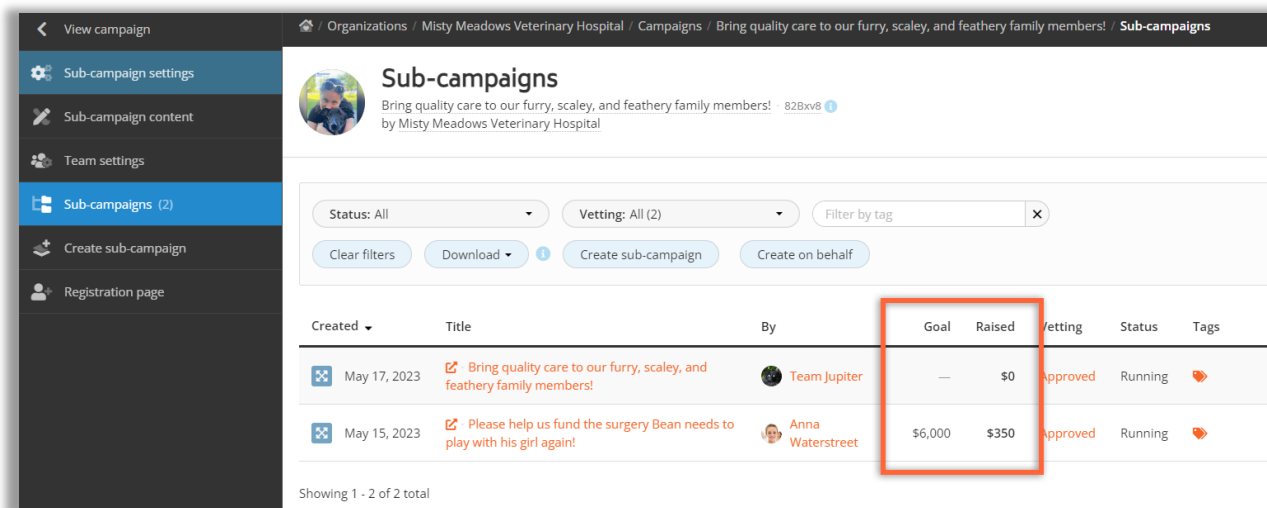 View campaign
Sub-campaign settings
Sub-campaign content
Team settings
Sub-campaigns (2)
Create sub-campaign
Registration page
/ Organizations / Misty Meadows Veterinary Hospital / Campaigns / Bring quality care to our furry, scaley, and feathery family members! / Sub-campaigns
Sub-campaigns
Bring quality care to our furry, scaley, and feathery family members! · 82Bxv8
by Misty Meadows Veterinary Hospital
Status: All Vetting: All (2) Filter by tag
Clear filters Download Create sub-campaign Create on behalf
Created Title By Goal Raised Vetting Status Tags
May 17, 2023 Bring quality care to our furry, scaley, and Team Jupiter — $0 Approved Running
feathery family members!
May 15, 2023 Please help us fund the surgery Bean needs to Anna $6,000 $350 Approved Running
play with his girl again! Waterstreet
Showing 1 - 2 of 2 total